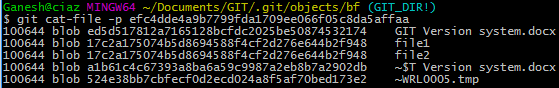 Ganesh@ciaz MINGW64 ~/Documents/GIT/.git/objects/bf (GIT_DIR!)
$ git cat-file -p efc4dde4a9b7799fda1709ee066f05c8da5affaa
100644 blob ed5d517812a7165128bcfdc2025be50874532174 GIT Version system.docx
100644 blob 17c2a175074b5d8694588f4cf2d276e644b2f948 file1
100644 blob 17c2a175074b5d8694588f4cf2d276e644b2f948 file2
100644 blob a1b61c4c67393a8ba6a59c9987a2eb8b7a2902db ~$T Version system.docx
100644 blob 524e38bb7cbfecf0d2ecd024a8f5af70bed173e2 ~WRL0005.tmp